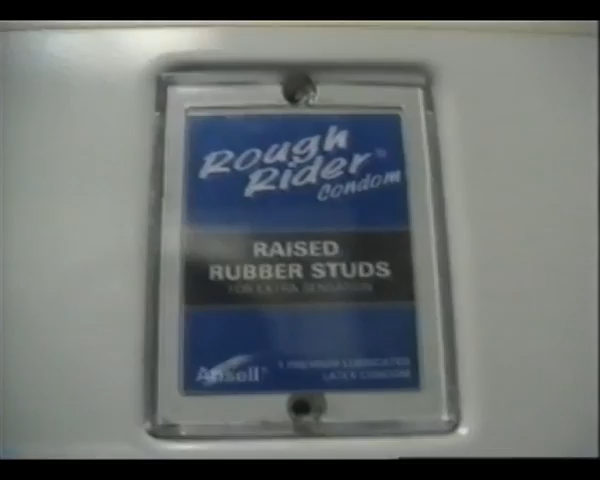 Rough
Rider®
Condom
RAISED
RUBBER STUDS
FOR EXTRA SENSATION
Ansell®
1 PREMIUM LUBRICATED
LATEX CONDOM